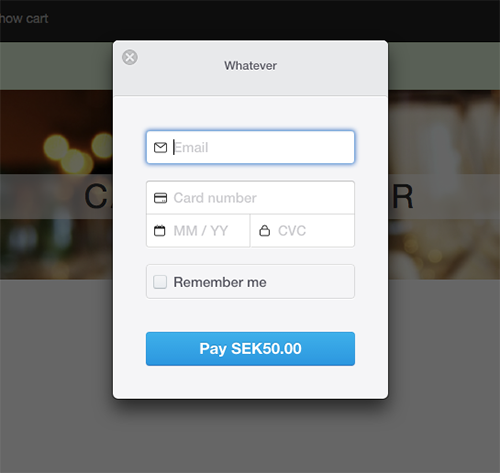 how cart
Whatever
Email
Card number
MM / YY
CVC
Remember me
Pay SEK50.00